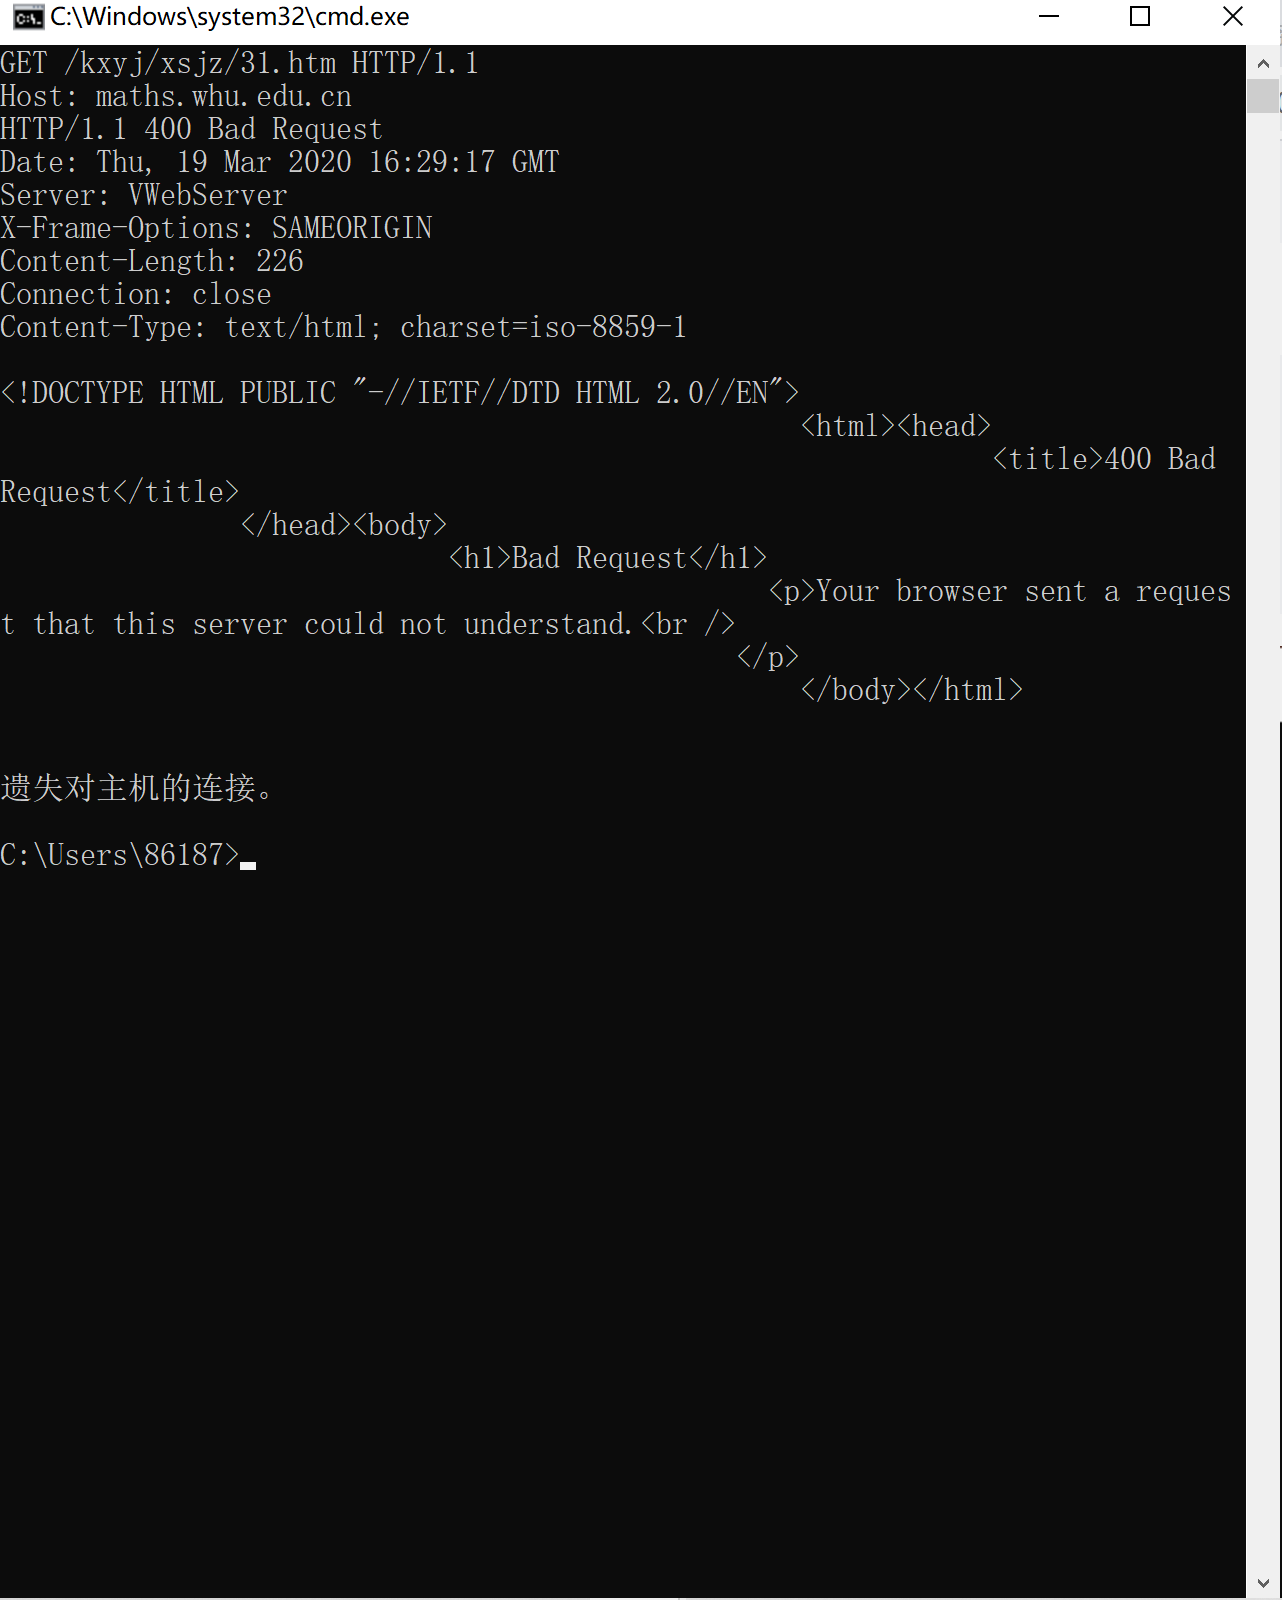 C:\Windows\system32\cmd.exe
GET /kxyj/xsjz/31.htm HTTP/1.1
Host: maths.whu.edu.cn
HTTP/1.1 400 Bad Request
Date: Thu, 19 Mar 2020 16:29:17 GMT
Server: VWebServer
X-Frame-Options: SAMEORIGIN
Content-Length: 226
Connection: close
Content-Type: text/html; charset=iso-8859-1
<!DOCTYPE HTML PUBLIC "-//IETF//DTD HTML 2.0//EN">
<html><head>
<title>400 Bad
Request</title>
</head><body>
<h1>Bad Request</h1>
<p>Your browser sent a reques
t that this server could not understand.<br />
</p>
</body></html>
遗失对主机的连接。
C:\Users\86187>